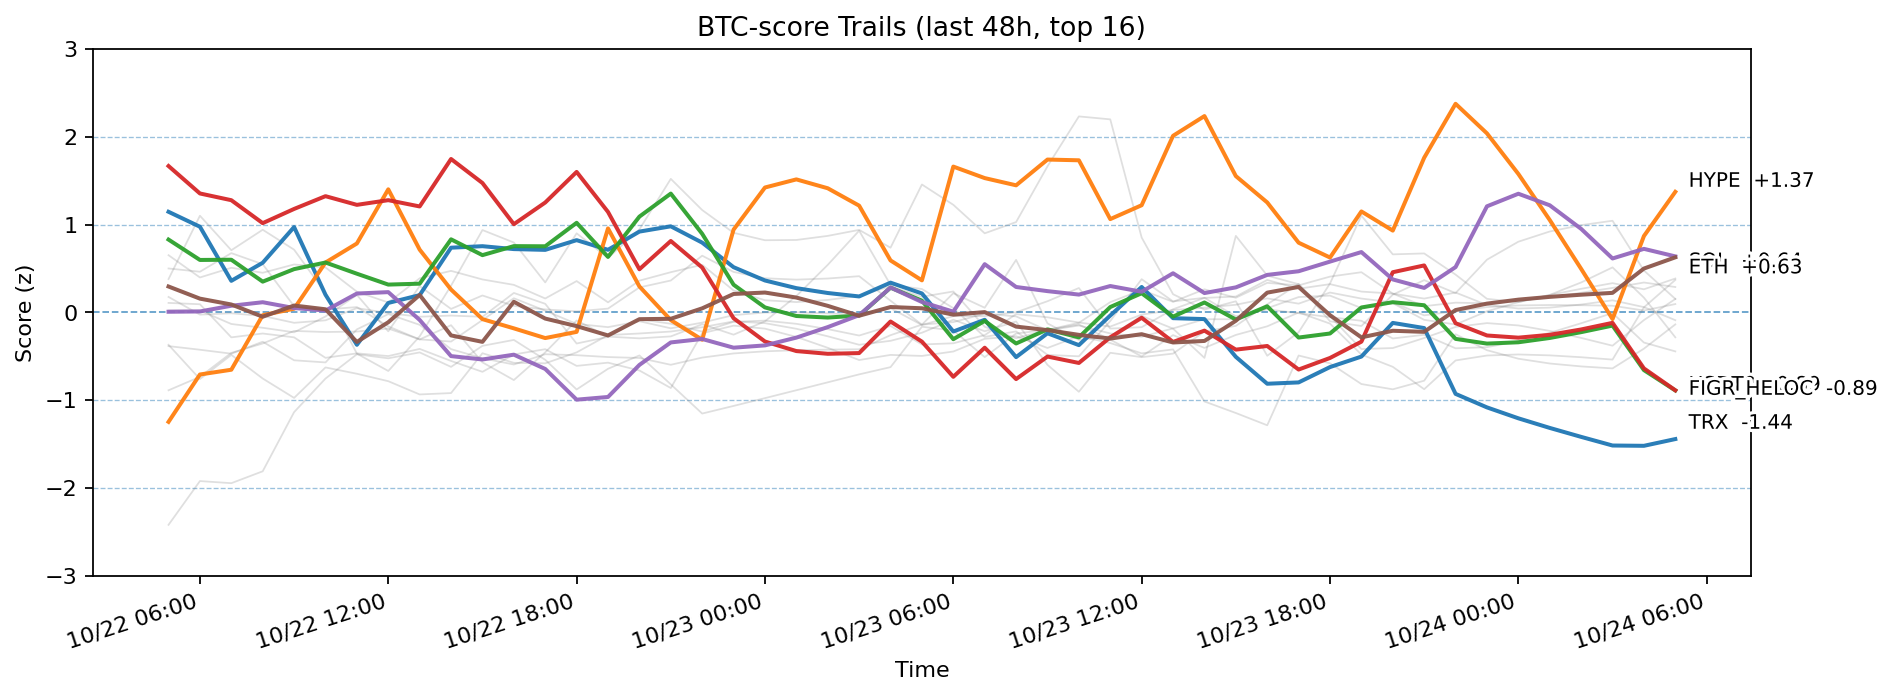 BTC-score Trails (last 48h, top 16)
Score (z)
3
2
1
0
−1
−2
−3
HYPE +1.37
ETH +0.63
FIGR_HELOC -0.89
TRX -1.44
10/22 06:00
10/22 12:00
10/22 18:00
10/23 00:00
10/23 06:00
10/23 12:00
10/23 18:00
10/24 00:00
10/24 06:00
Time